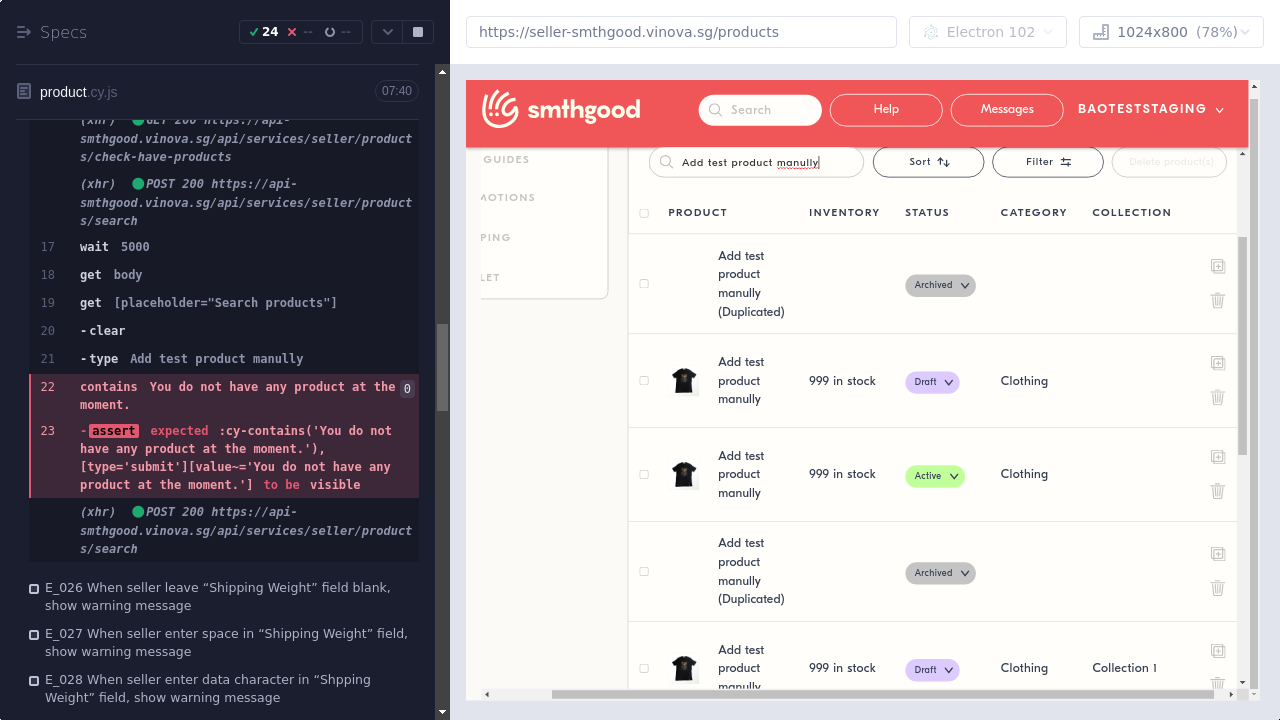 Specs
24
--
--
product.cy.js
07:40
(xhr) GET 200 https://api-
smthgood.vinova.sg/api/services/seller/product
s/check-have-products
(xhr) POST 200 https://api-
smthgood.vinova.sg/api/services/seller/product
s/search
17 wait 5000
18 get body
19 get [placeholder="Search products"]
20 -clear
21 -type Add test product manully
22 contains You do not have any product at the 0
moment.
23 -assert expected :cy-contains('You do not
have any product at the moment.'),
[type='submit'][value~='You do not have any
product at the moment.'] to be visible
(xhr) POST 200 https://api-
smthgood.vinova.sg/api/services/seller/product
s/search
E_026 When seller leave “Shipping Weight” field blank,
show warning message
E_027 When seller enter space in “Shipping Weight” field,
show warning message
E_028 When seller enter data character in “Shpping
Weight” field, show warning message
https://seller-smthgood.vinova.sg/products
Electron 102
1024x800 (78%)
smthgood
Search
Help
Messages
BAOTESTSTAGING
GUIDES
MOTIONS
PING
LET
Add test product manully
Sort
Filter
Delete product(s)
PRODUCT INVENTORY STATUS CATEGORY COLLECTION
Add test
product
manully
(Duplicated)
Archived
Add test
product
manully
999 in stock
Draft
Clothing
Add test
product
manully
999 in stock
Active
Clothing
Add test
product
manully
(Duplicated)
Archived
Add test
product
manully
999 in stock
Draft
Clothing
Collection 1